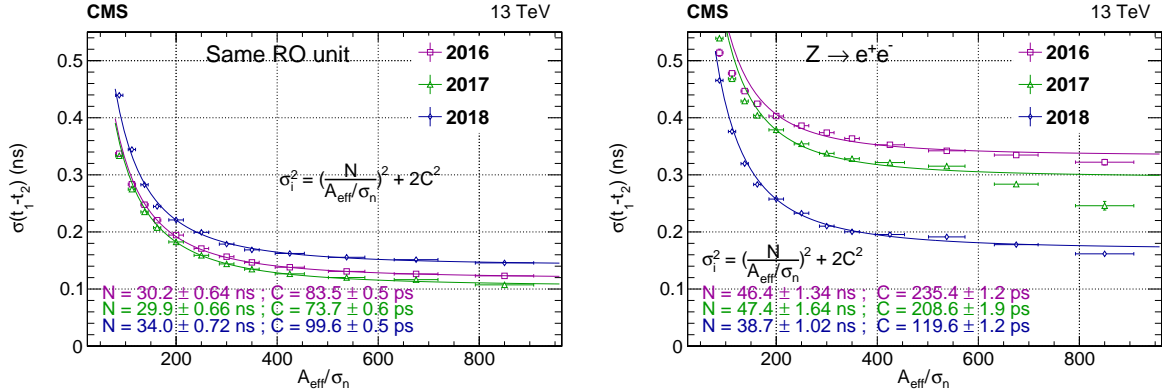 CMS 13 TeV
Same RO unit
2016
2017
2018
σ(t₁-t₂) (ns)
0.5
0.4
0.3
0.2
0.1
0
σᵢ² = (N / A_eff/σₙ)² + 2C²
N = 30.2 ± 0.64 ns ; C = 83.5 ± 0.5 ps
N = 29.9 ± 0.66 ns ; C = 73.7 ± 0.6 ps
N = 34.0 ± 0.72 ns ; C = 99.6 ± 0.5 ps
200 400 600 800
A_eff/σₙ
CMS 13 TeV
Z → e⁺e⁻
2016
2017
2018
σ(t₁-t₂) (ns)
0.5
0.4
0.3
0.2
0.1
0
σᵢ² = (N / A_eff/σₙ)² + 2C²
N = 46.4 ± 1.34 ns ; C = 235.4 ± 1.2 ps
N = 47.4 ± 1.64 ns ; C = 208.6 ± 1.9 ps
N = 38.7 ± 1.02 ns ; C = 119.6 ± 1.2 ps
200 400 600 800
A_eff/σₙ